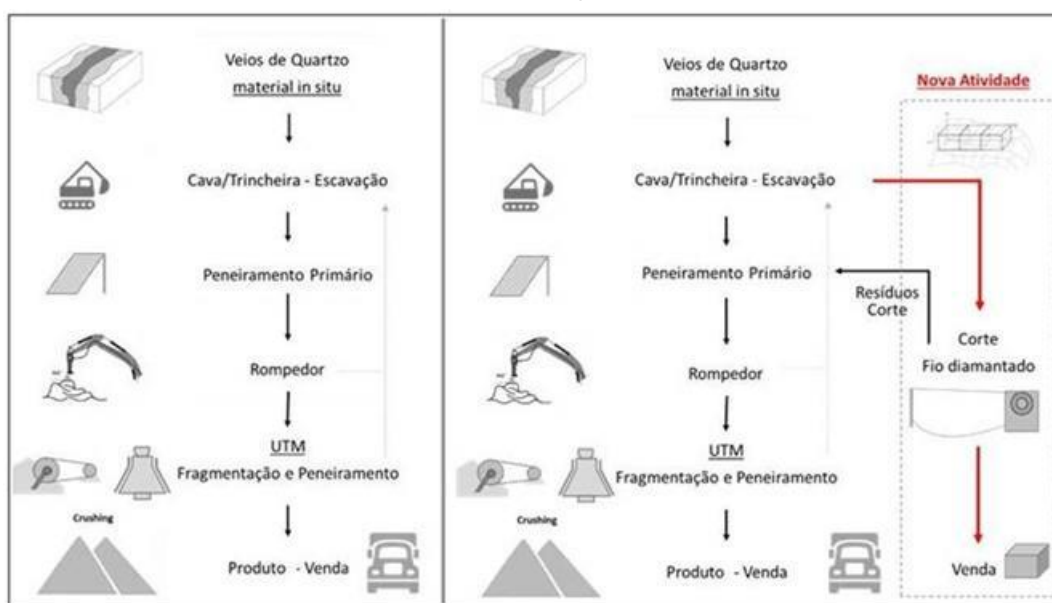 Veios de Quartzo
material in situ
Cava/Trincheira - Escavação
Peneiramento Primário
Rompedor
UTM
Fragmentação e Peneiramento
Crushing
Produto - Venda
Veios de Quartzo
material in situ
Cava/Trincheira - Escavação
Peneiramento Primário
Rompedor
UTM
Fragmentação e Peneiramento
Crushing
Produto - Venda
Nova Atividade
Resíduos
Corte
Corte
Fio diamantado
Venda